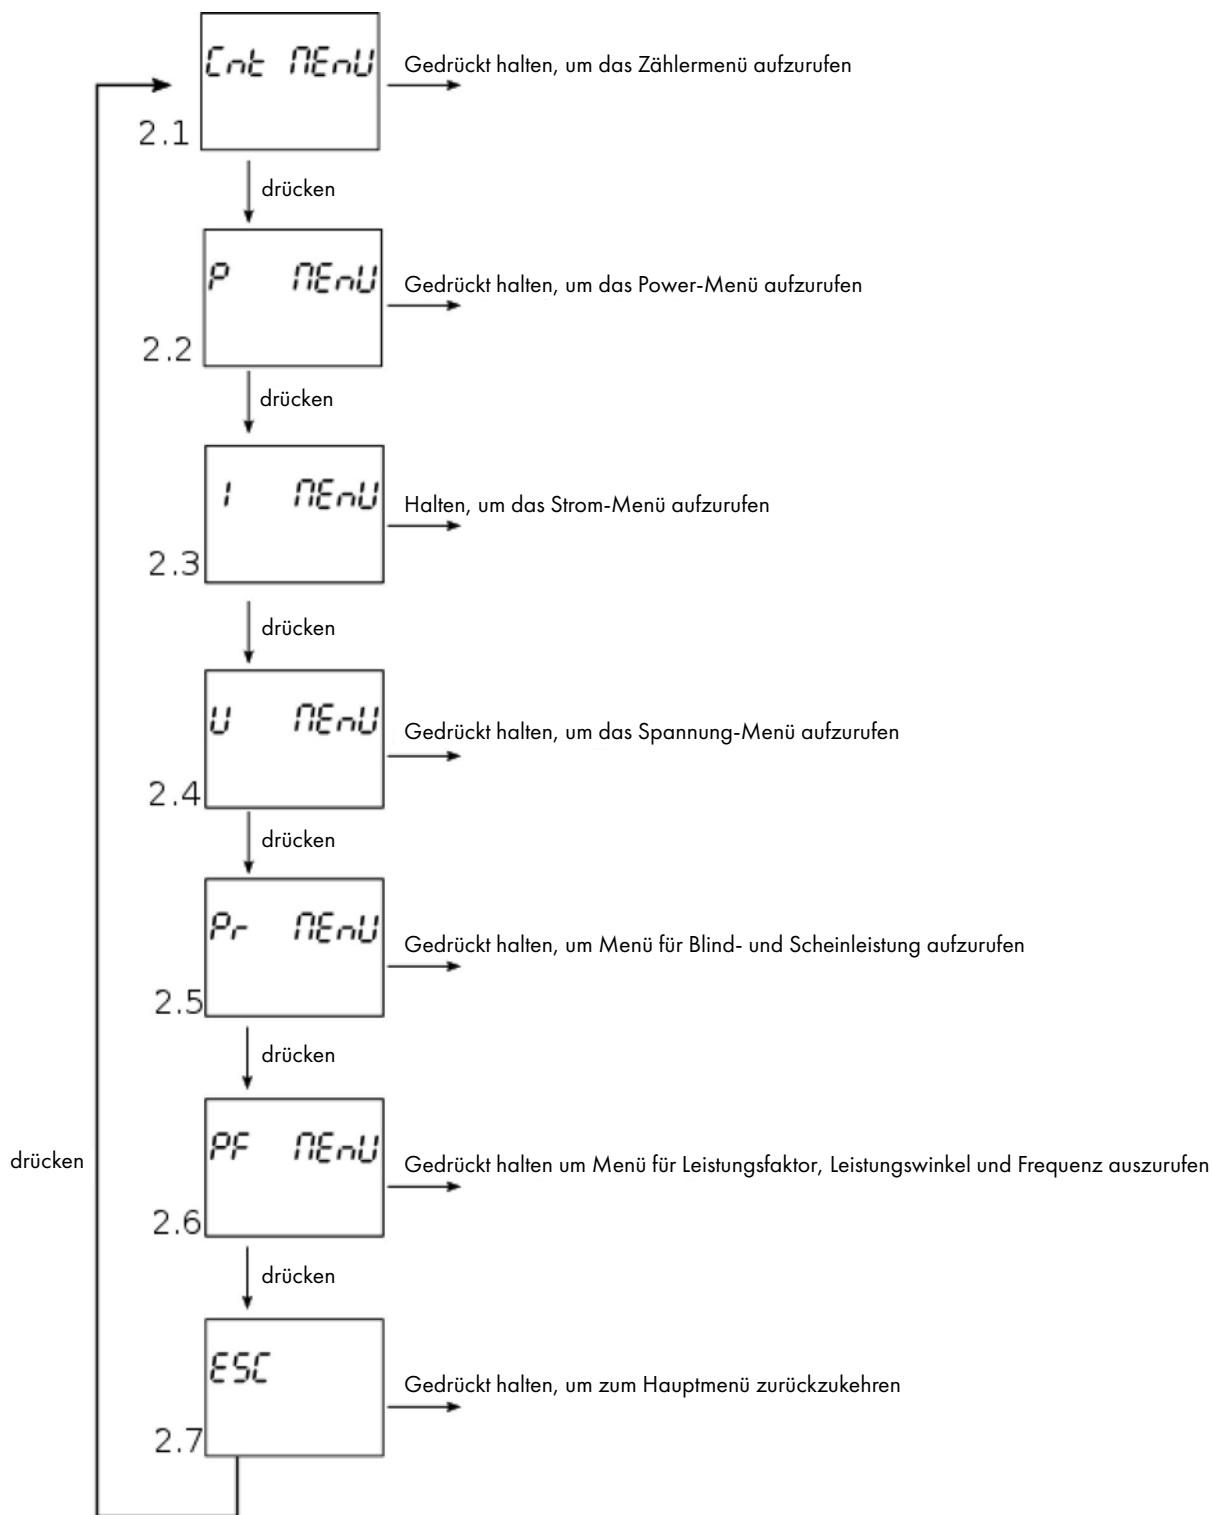 Cnt MEnU
Gedrückt halten, um das Zählermenü aufzurufen
2.1
drücken
P MEnU
Gedrückt halten, um das Power-Menü aufzurufen
2.2
drücken
I MEnU
Halten, um das Strom-Menü aufzurufen
2.3
drücken
U MEnU
Gedrückt halten, um das Spannung-Menü aufzurufen
2.4
drücken
Pr MEnU
Gedrückt halten, um Menü für Blind- und Scheinleistung aufzurufen
2.5
drücken
PF MEnU
drücken
Gedrückt halten um Menü für Leistungsfaktor, Leistungswinkel und Frequenz auszurufen
2.6
drücken
ESC
Gedrückt halten, um zum Hauptmenü zurückzukehren
2.7